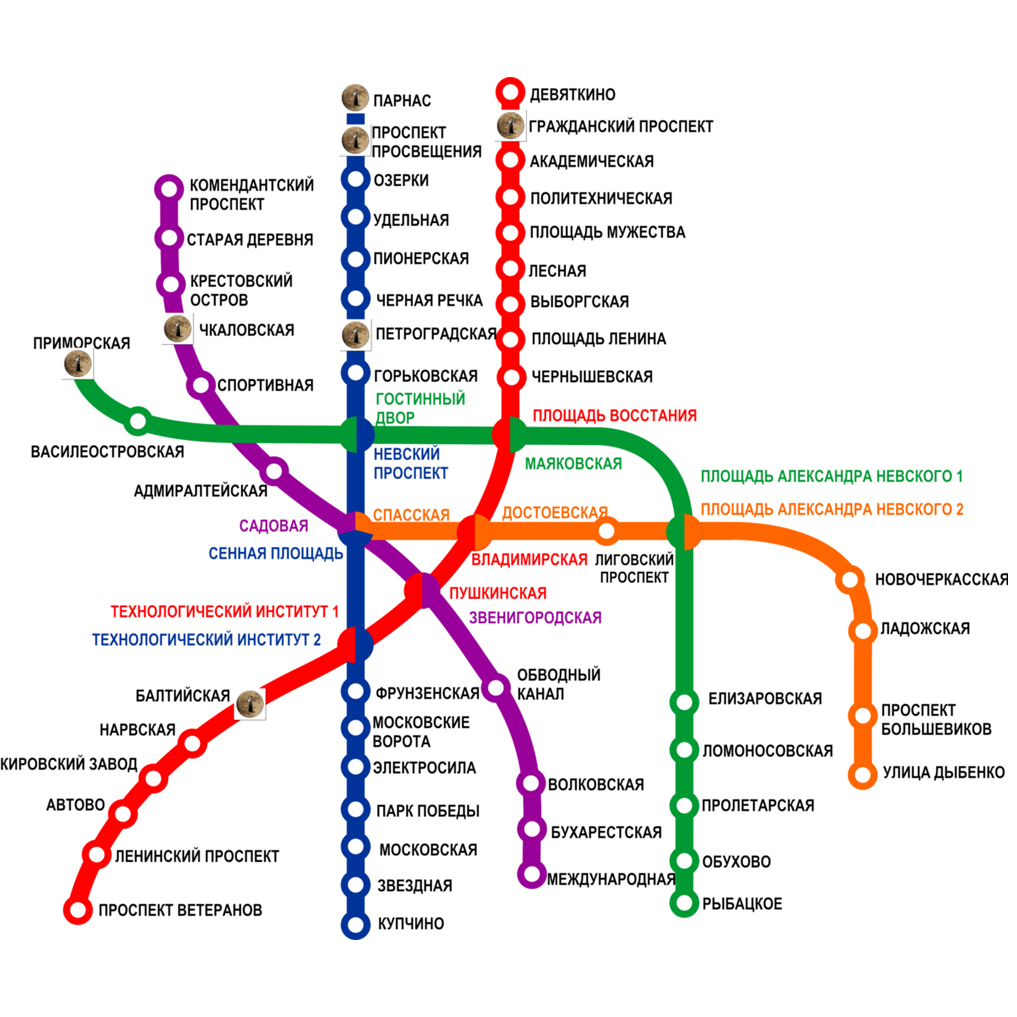 ПАРНАС
ПРОСПЕКТ
ПРОСВЕЩЕНИЯ
ОЗЕРКИ
УДЕЛЬНАЯ
ПИОНЕРСКАЯ
ЧЕРНАЯ РЕЧКА
ПЕТРОГРАДСКАЯ
ГОРЬКОВСКАЯ
ГОСТИННЫЙ
ДВОР
НЕВСКИЙ
ПРОСПЕКТ
ДЕВЯТКИНО
ГРАЖДАНСКИЙ ПРОСПЕКТ
АКАДЕМИЧЕСКАЯ
ПОЛИТЕХНИЧЕСКАЯ
ПЛОЩАДЬ МУЖЕСТВА
ЛЕСНАЯ
ВЫБОРГСКАЯ
ПЛОЩАДЬ ЛЕНИНА
ЧЕРНЫШЕВСКАЯ
ПЛОЩАДЬ ВОССТАНИЯ
МАЯКОВСКАЯ
КОМЕНДАНТСКИЙ
ПРОСПЕКТ
СТАРАЯ ДЕРЕВНЯ
КРЕСТОВСКИЙ
ОСТРОВ
ЧКАЛОВСКАЯ
СПОРТИВНАЯ
ПРИМОРСКАЯ
ВАСИЛЕОСТРОВСКАЯ
АДМИРАЛТЕЙСКАЯ
САДОВАЯ
СЕННАЯ ПЛОЩАДЬ
СПАССКАЯ
ДОСТОЕВСКАЯ
ВЛАДИМИРСКАЯ
ЛИГОВСКИЙ
ПРОСПЕКТ
ПЛОЩАДЬ АЛЕКСАНДРА НЕВСКОГО 1
ПЛОЩАДЬ АЛЕКСАНДРА НЕВСКОГО 2
НОВОЧЕРКАССКАЯ
ЛАДОЖСКАЯ
ПРОСПЕКТ
БОЛЬШЕВИКОВ
УЛИЦА ДЫБЕНКО
ПУШКИНСКАЯ
ЗВЕНИГОРОДСКАЯ
ТЕХНОЛОГИЧЕСКИЙ ИНСТИТУТ 1
ТЕХНОЛОГИЧЕСКИЙ ИНСТИТУТ 2
БАЛТИЙСКАЯ
НАРВСКАЯ
КИРОВСКИЙ ЗАВОД
АВТОВО
ЛЕНИНСКИЙ ПРОСПЕКТ
ПРОСПЕКТ ВЕТЕРАНОВ
ФРУНЗЕНСКАЯ
МОСКОВСКИЕ
ВОРОТА
ЭЛЕКТРОСИЛА
ПАРК ПОБЕДЫ
МОСКОВСКАЯ
ЗВЕЗДНАЯ
КУПЧИНО
ОБВОДНЫЙ
КАНАЛ
ВОЛКОВСКАЯ
БУХАРЕСТСКАЯ
МЕЖДУНАРОДНАЯ
ЕЛИЗАРОВСКАЯ
ЛОМОНОСОВСКАЯ
ПРОЛЕТАРСКАЯ
ОБУХОВО
РЫБАЦКОЕ